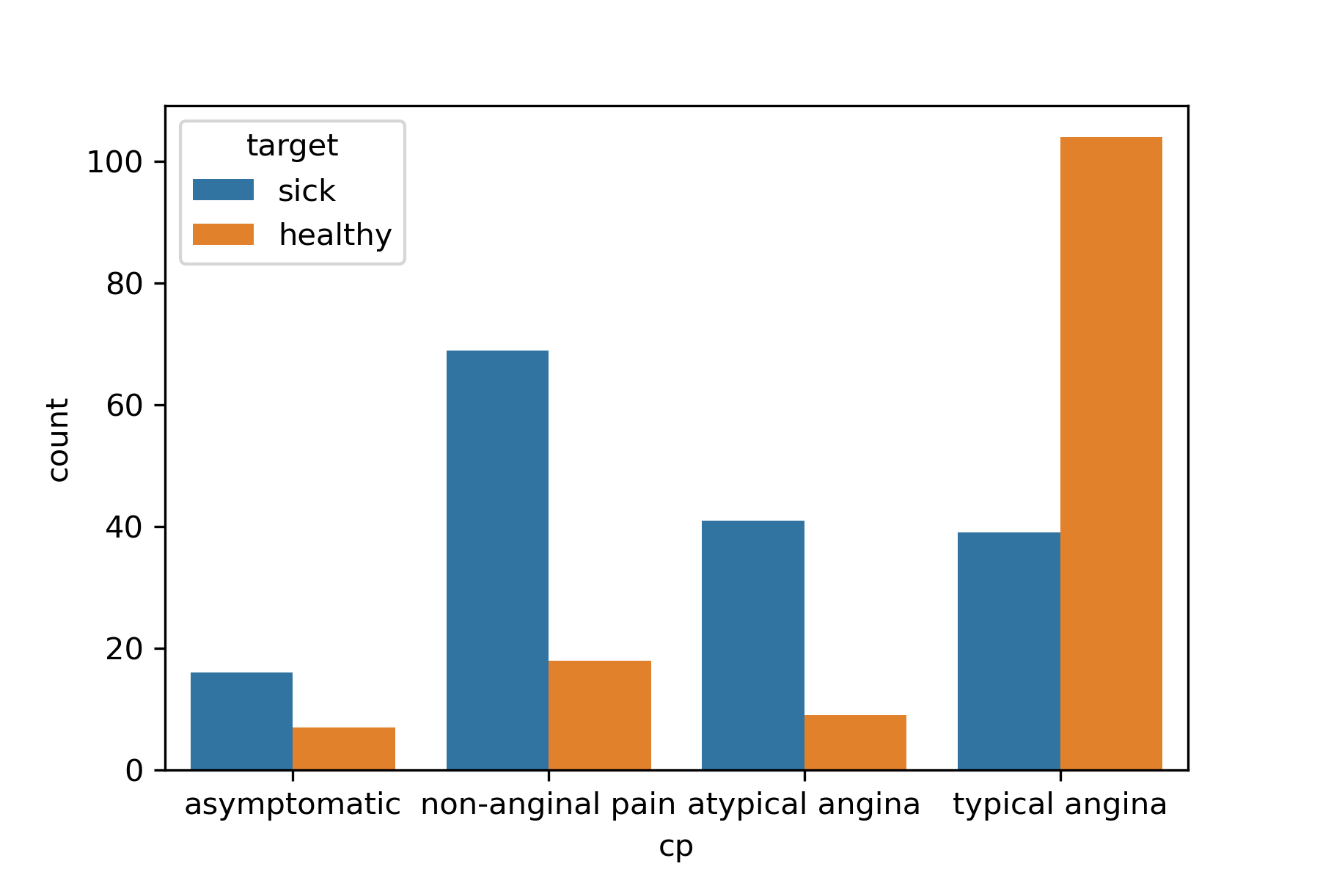 target
sick
healthy
100
80
60
40
20
0
count
asymptomatic non-anginal pain atypical angina typical angina
cp